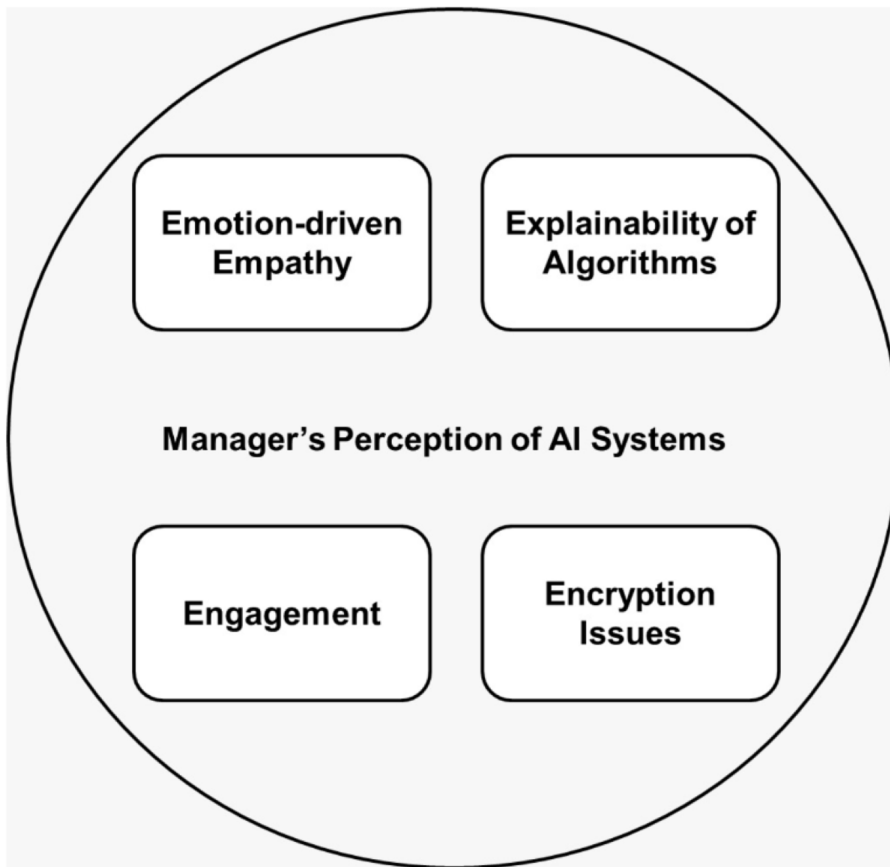 Emotion-driven
Empathy
Explainability of
Algorithms
Manager’s Perception of AI Systems
Engagement
Encryption
Issues